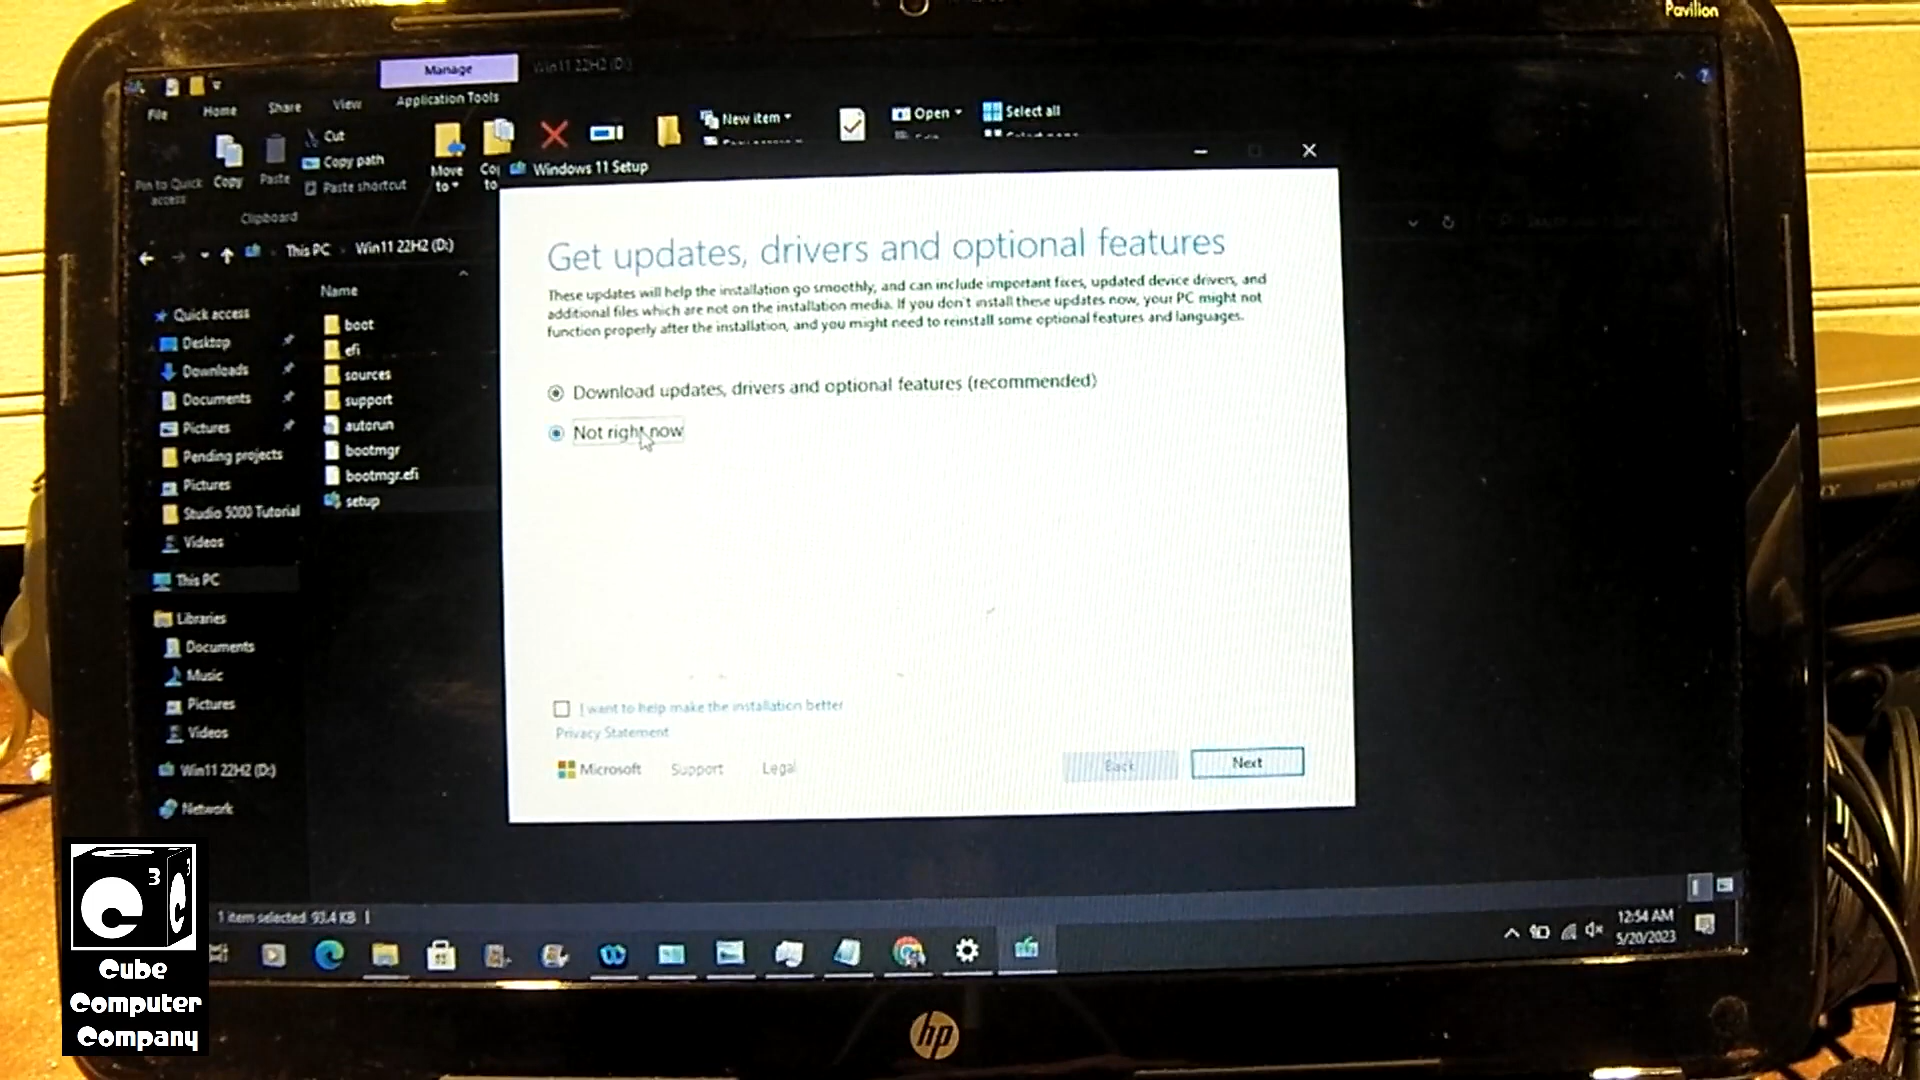 Pavilion
Manage
Win11 22H2 (D:)
File
Home
Share
View
Application Tools
Pin to Quick access
Copy
Paste
Cut
Copy path
Paste shortcut
Clipboard
Move to
New item
Open
Select all
Windows 11 Setup
This PC
Win11 22H2 (D:)
Name
Quick access
Desktop
Downloads
Documents
Pictures
Pending projects
Pictures
Studio 5000 Tutorial
Videos
This PC
Libraries
Documents
Music
Pictures
Videos
Win11 22H2 (D:)
Network
boot
efi
sources
support
autorun
bootmgr
bootmgr.efi
setup
Get updates, drivers and optional features
These updates will help the installation go smoothly, and can include important fixes, updated device drivers, and
additional files which are not on the installation media. If you don't install these updates now, your PC might not
function properly after the installation, and you might need to reinstall some optional features and languages.
Download updates, drivers and optional features (recommended)
Not right now
I want to help make the installation better
Privacy Statement
Microsoft
Support
Legal
Back
Next
1 item selected 93.4 KB
12:54 AM
5/20/2023
hp
C3
Cube
Computer
Company